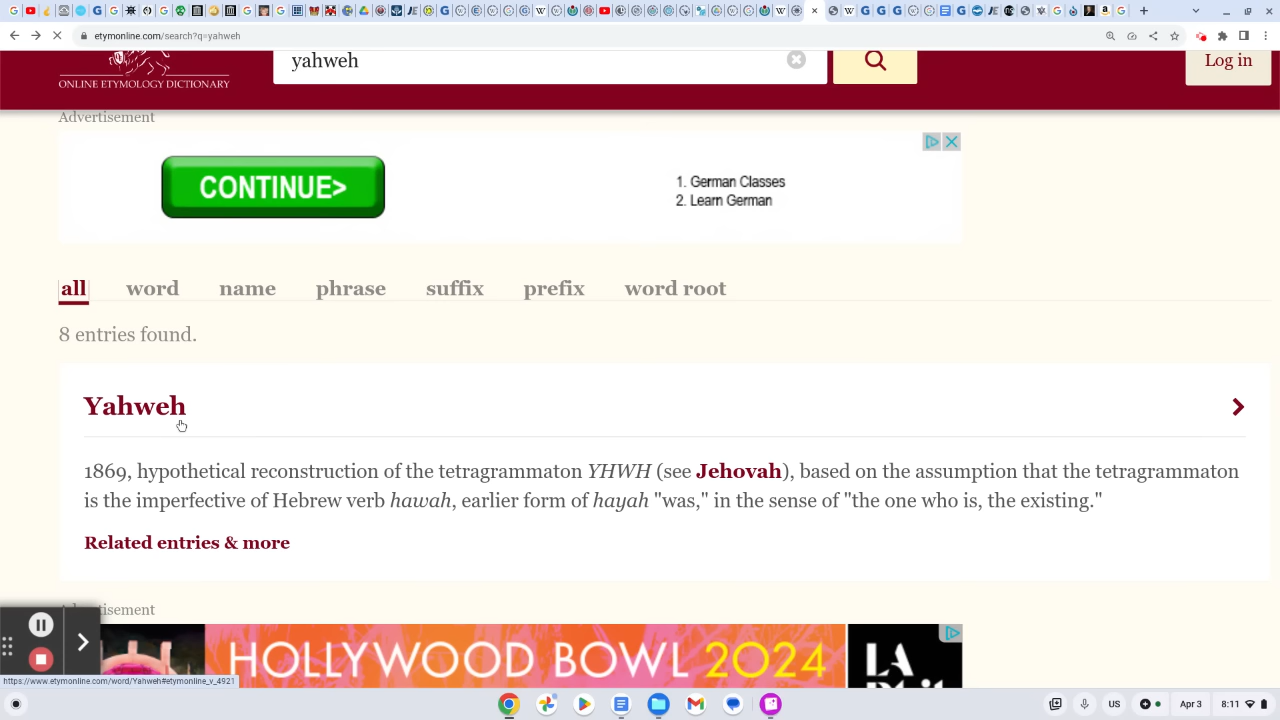 etymonline.com/search?q=yahweh
yahweh
Log in
ONLINE ETYMOLOGY DICTIONARY
Advertisement
CONTINUE>
1. German Classes
2. Learn German
all word name phrase suffix prefix word root
8 entries found.
Yahweh
1869, hypothetical reconstruction of the tetragrammaton YHWH (see Jehovah), based on the assumption that the tetragrammaton
is the imperfective of Hebrew verb hawah, earlier form of hayah "was," in the sense of "the one who is, the existing."
Related entries & more
HOLLYWOOD BOWL 2024
LA
https://www.etymonline.com/word/Yahweh#etymonline_v_4921
US Apr 3 8:11